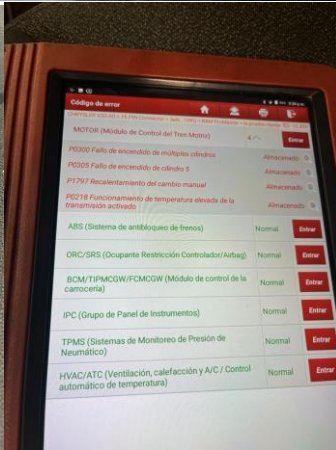 Código de error
MOTOR (Módulo de Control del Tren Motriz)
Entrar
P0300 Fallo de encendido de múltiples cilindros
Almacenado
P0305 Fallo de encendido de cilindro 5
Almacenado
P1797 Recalentamiento del cambio manual
Almacenado
P0218 Funcionamiento de temperatura elevada de la
transmisión activado
Almacenado
ABS (Sistema de antibloqueo de frenos)
Normal
Entrar
ORC/SRS (Ocupante Restricción Controlador/Airbag)
Normal
Entrar
BCM/TIPMCGW/FCMCGW (Módulo de control de la
carrocería)
Normal
Entrar
IPC (Grupo de Panel de Instrumentos)
Normal
Entrar
TPMS (Sistemas de Monitoreo de Presión de
Neumático)
Normal
Entrar
HVAC/ATC (Ventilación, calefacción y A/C / Control
automático de temperatura)
Normal
Entrar